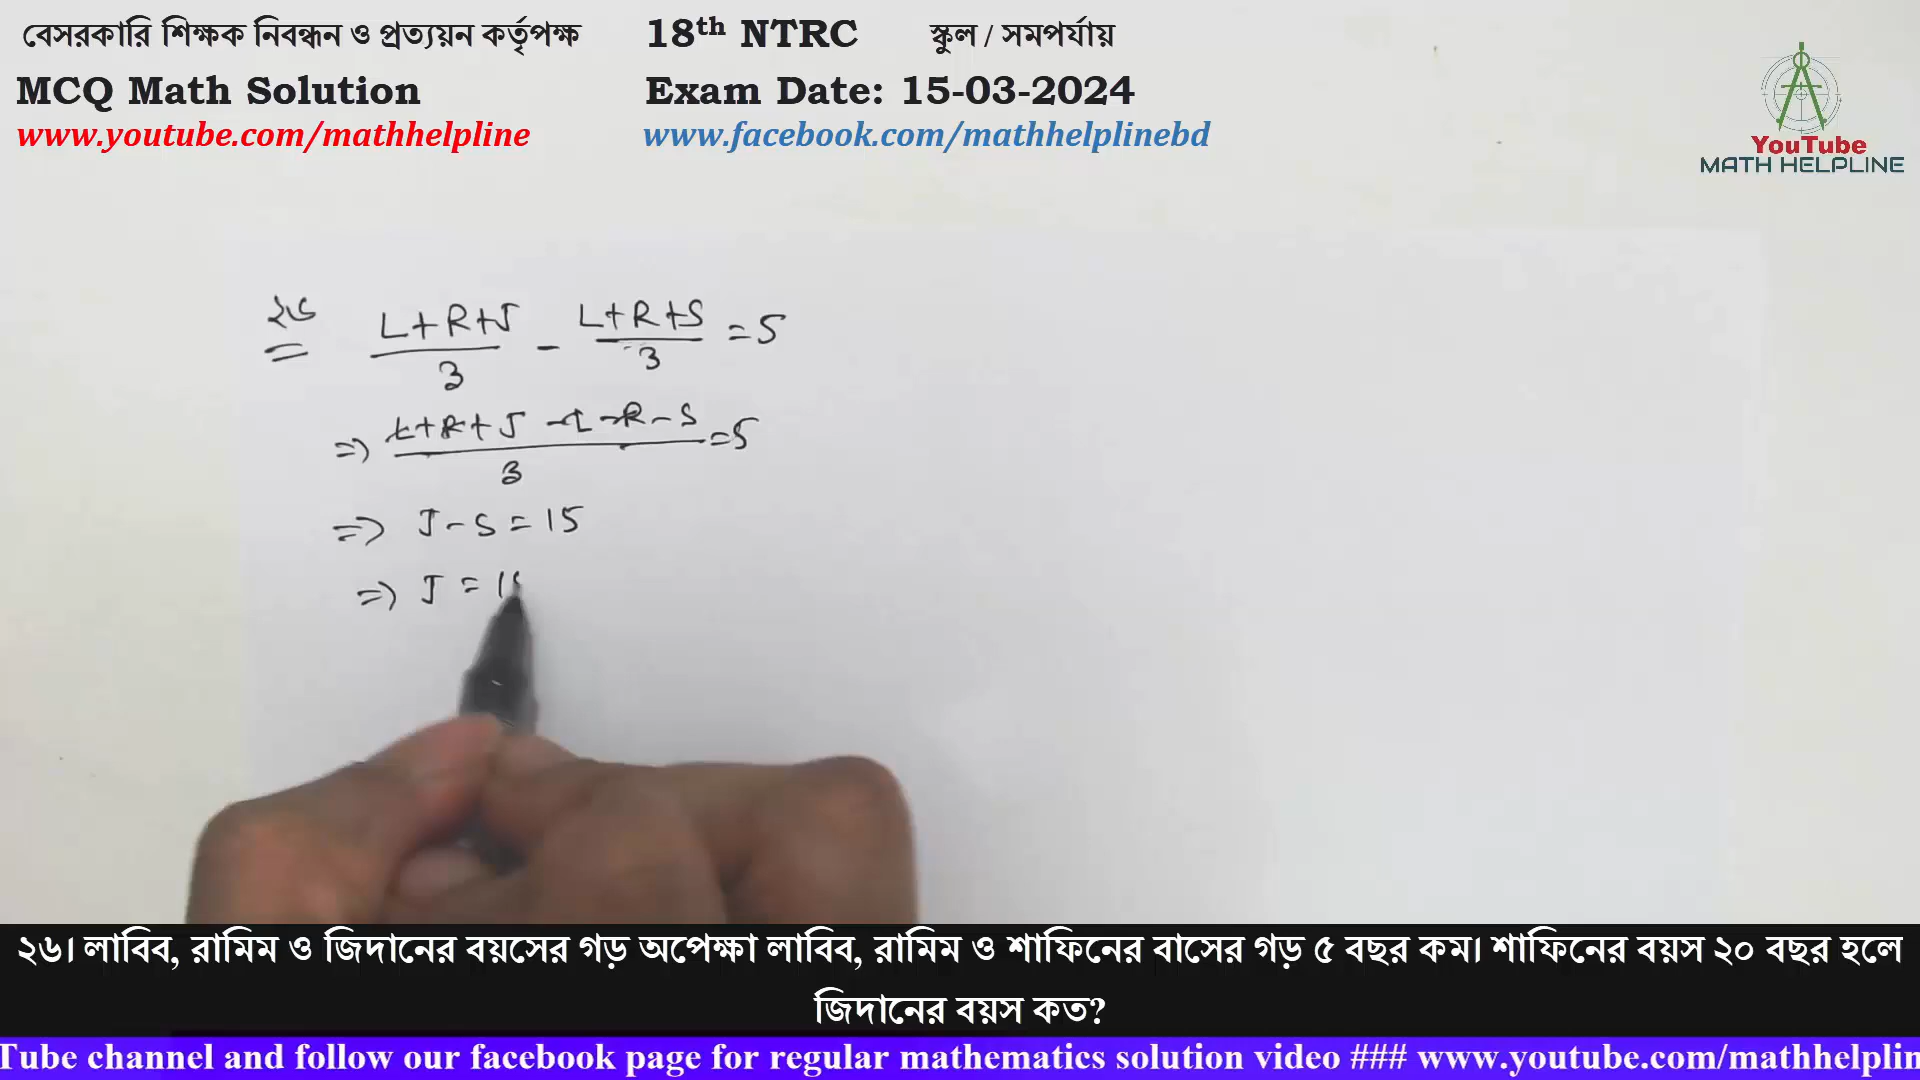 বেসরকারি শিক্ষক নিবন্ধন ও প্রত্যয়ন কর্তৃপক্ষ 18th NTRC স্কুল / সমপর্যায়
MCQ Math Solution Exam Date: 15-03-2024
www.youtube.com/mathhelpline www.facebook.com/mathhelplinebd
YouTube
MATH HELPLINE
২৬ (L+R+J)/3 - (L+R+S)/3 = 5
=> (L+R+J-L-R-S)/3 = 5
=> J-S = 15
=> J = 1
২৬। লাবিব, রামিম ও জিদানের বয়সের গড় অপেক্ষা লাবিব, রামিম ও শাফিনের বাসের গড় ৫ বছর কম। শাফিনের বয়স ২০ বছর হলে
জিদানের বয়স কত?
Tube channel and follow our facebook page for regular mathematics solution video ### www.youtube.com/mathhelplin